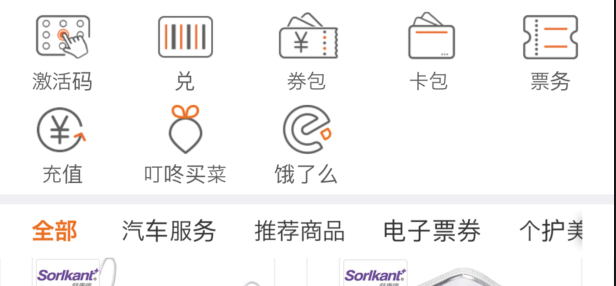 激活码 兑 券包 卡包 票务
充值 叮咚买菜 饿了么
全部 汽车服务 推荐商品 电子票券 个护美
Sorlkant Sorlkant